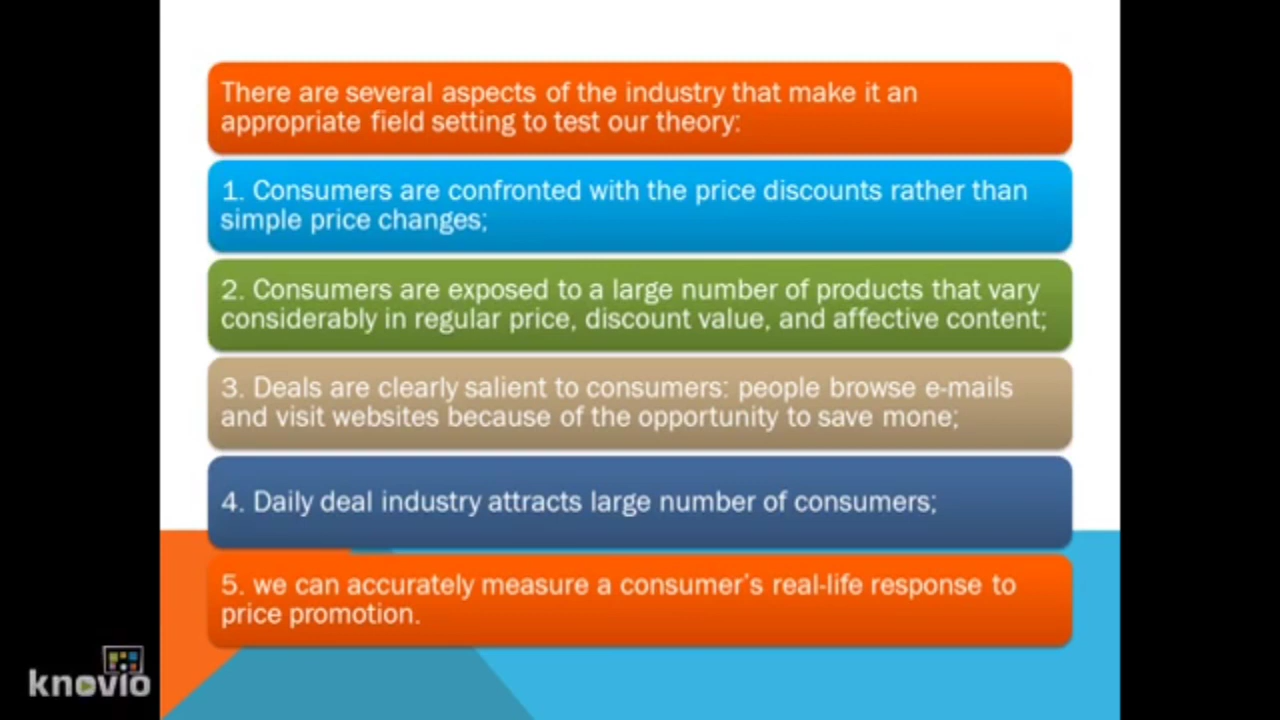 There are several aspects of the industry that make it an
appropriate field setting to test our theory:
1. Consumers are confronted with the price discounts rather than
simple price changes;
2. Consumers are exposed to a large number of products that vary
considerably in regular price, discount value, and affective content;
3. Deals are clearly salient to consumers: people browse e-mails
and visit websites because of the opportunity to save mone;
4. Daily deal industry attracts large number of consumers;
5. we can accurately measure a consumer's real-life response to
price promotion.
knovio